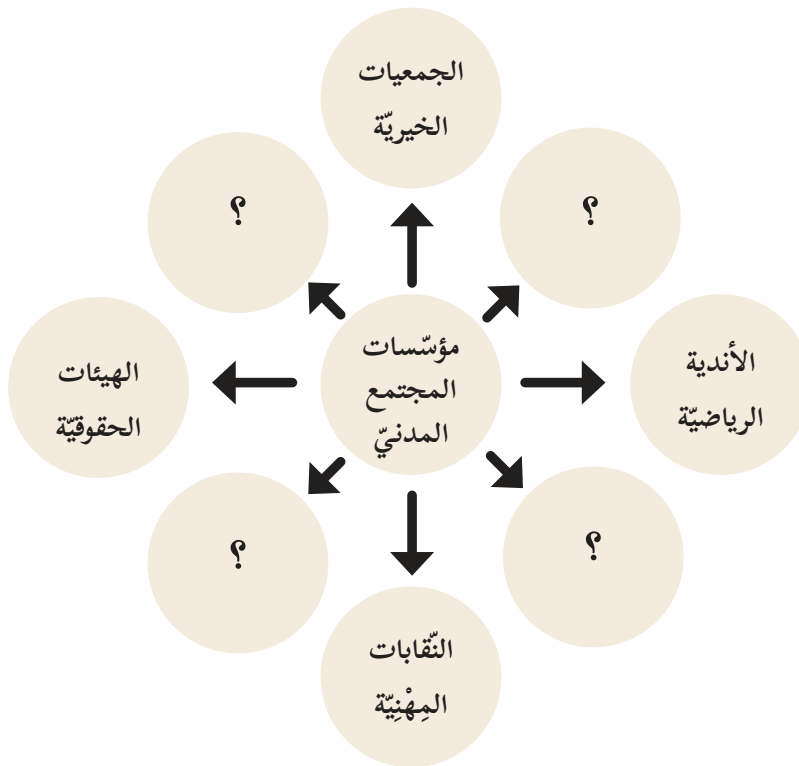 الجمعيات
الخيريّة
؟
؟
مؤسّسات
المجتمع
المدنيّ
الأندية
الرياضيّة
الهيئات
الحقوقيّة
؟
؟
النّقابات
المِهْنِيّة